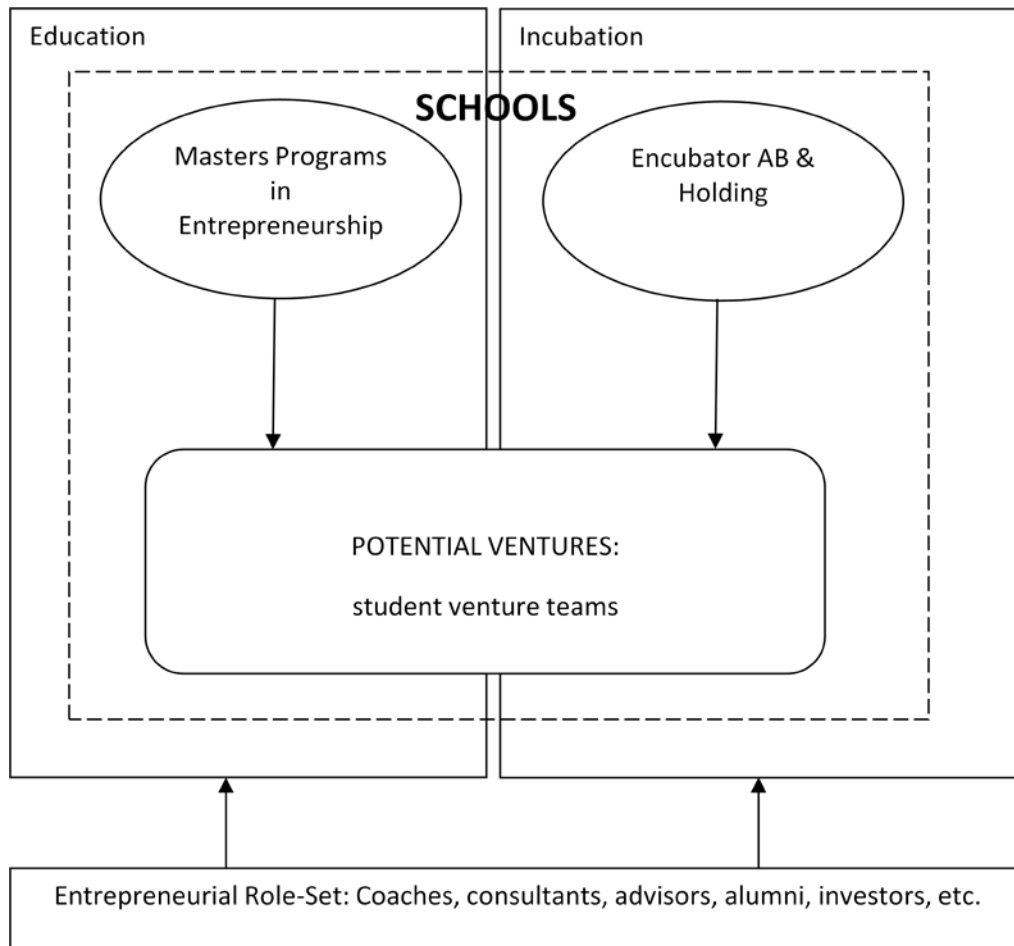 Education
Incubation
SCHOOLS
Masters Programs
in
Entrepreneurship
Encubator AB &
Holding
POTENTIAL VENTURES:
student venture teams
Entrepreneurial Role-Set: Coaches, consultants, advisors, alumni, investors, etc.